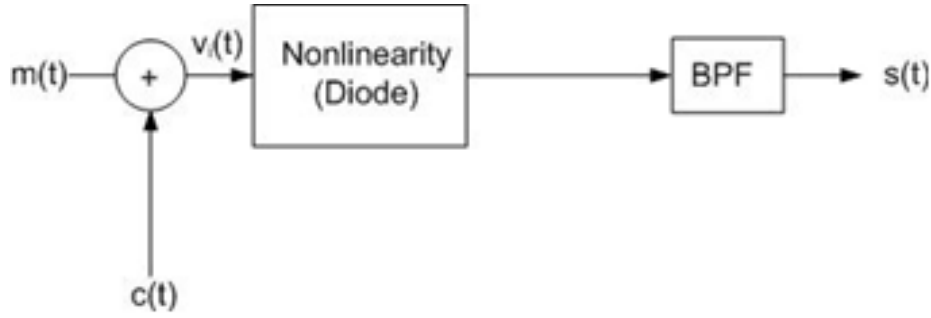 vᵢ(t)
Nonlinearity
(Diode)
m(t)
+
BPF
s(t)
c(t)